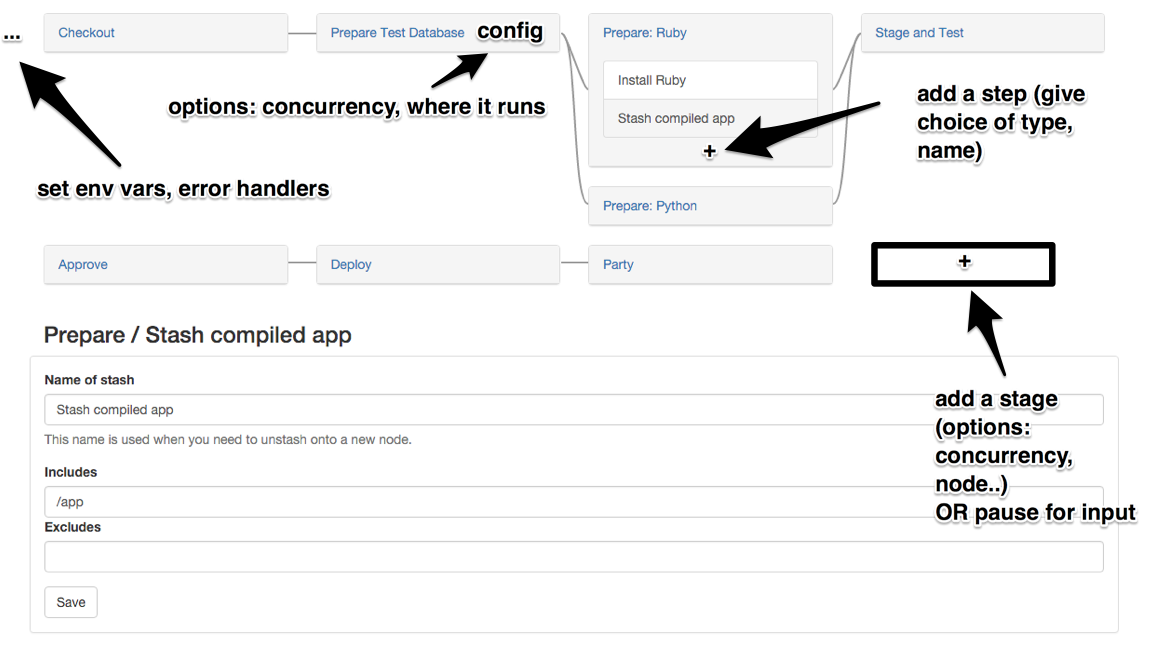 ...
Checkout
Prepare Test Database
config
Prepare: Ruby
Stage and Test
Install Ruby
Stash compiled app
+
options: concurrency, where it runs
add a step (give
choice of type,
name)
set env vars, error handlers
Prepare: Python
Approve
Deploy
Party
+
Prepare / Stash compiled app
Name of stash
Stash compiled app
This name is used when you need to unstash onto a new node.
Includes
/app
Excludes
Save
add a stage
(options:
concurrency,
node..)
OR pause for input